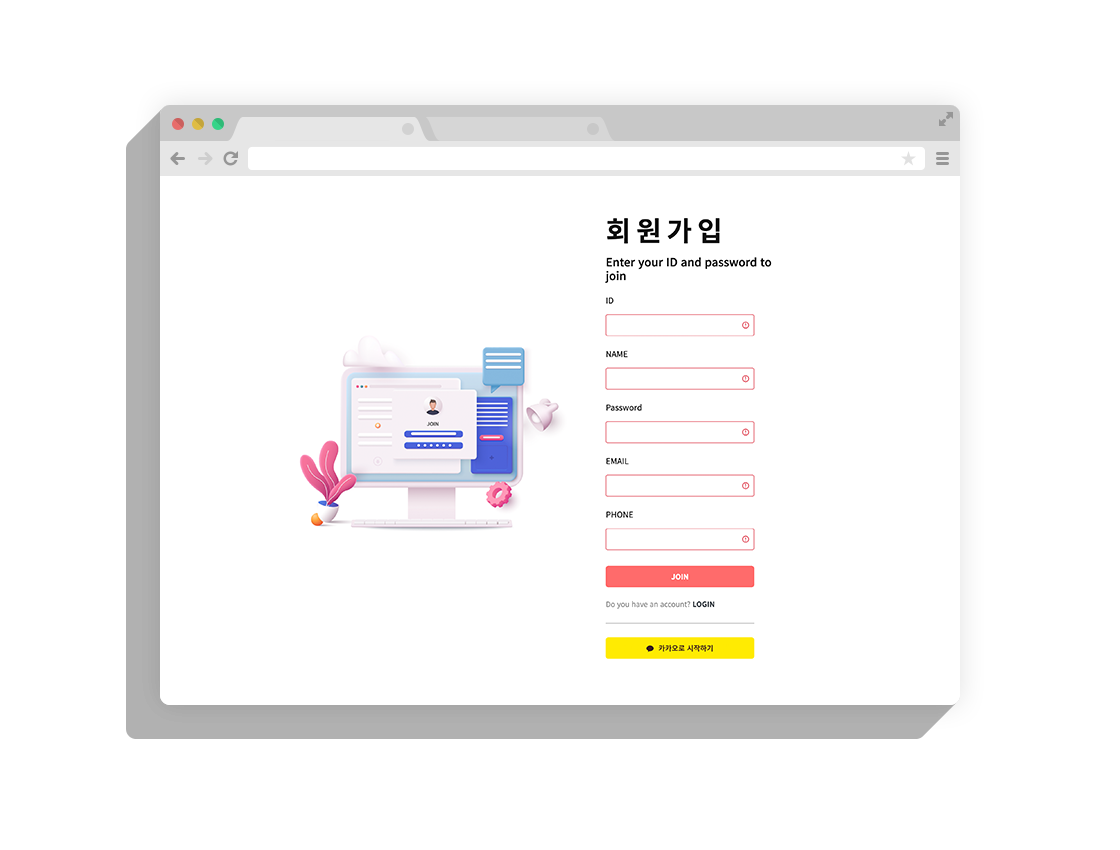 회원가입
Enter your ID and password to
join
ID
NAME
Password
EMAIL
PHONE
JOIN
Do you have an account? LOGIN
카카오로 시작하기
JOIN